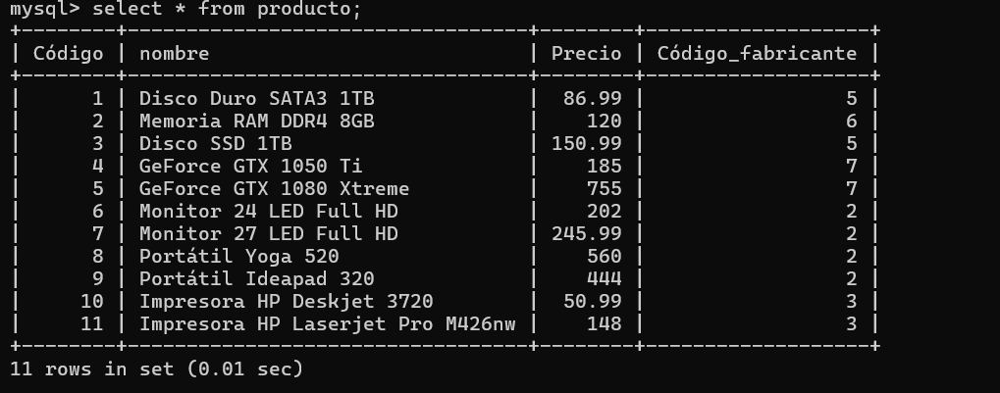 mysql> select * from producto;
+--------+----------------------------------+--------+-------------------+
| Código | nombre                           | Precio | Código_fabricante |
+--------+----------------------------------+--------+-------------------+
|      1 | Disco Duro SATA3 1TB             |  86.99 |                 5 |
|      2 | Memoria RAM DDR4 8GB             |    120 |                 6 |
|      3 | Disco SSD 1TB                    | 150.99 |                 5 |
|      4 | GeForce GTX 1050 Ti              |    185 |                 7 |
|      5 | GeForce GTX 1080 Xtreme          |    755 |                 7 |
|      6 | Monitor 24 LED Full HD           |    202 |                 2 |
|      7 | Monitor 27 LED Full HD           | 245.99 |                 2 |
|      8 | Portátil Yoga 520                |    560 |                 2 |
|      9 | Portátil Ideapad 320             |    444 |                 2 |
|     10 | Impresora HP Deskjet 3720        |  50.99 |                 3 |
|     11 | Impresora HP Laserjet Pro M426nw |    148 |                 3 |
+--------+----------------------------------+--------+-------------------+
11 rows in set (0.01 sec)